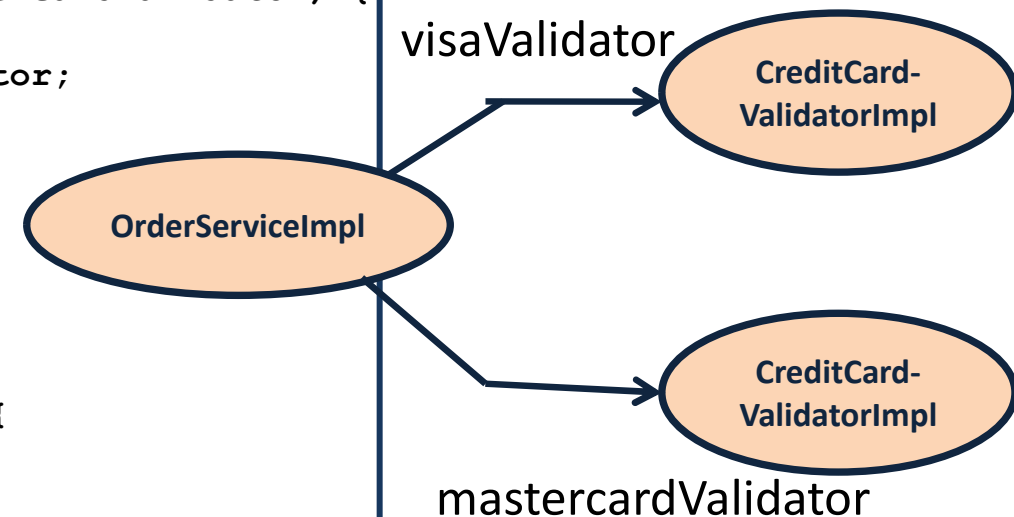 visaValidator
CreditCard-
ValidatorImpl
tor;
OrderServiceImpl
CreditCard-
ValidatorImpl
mastercardValidator